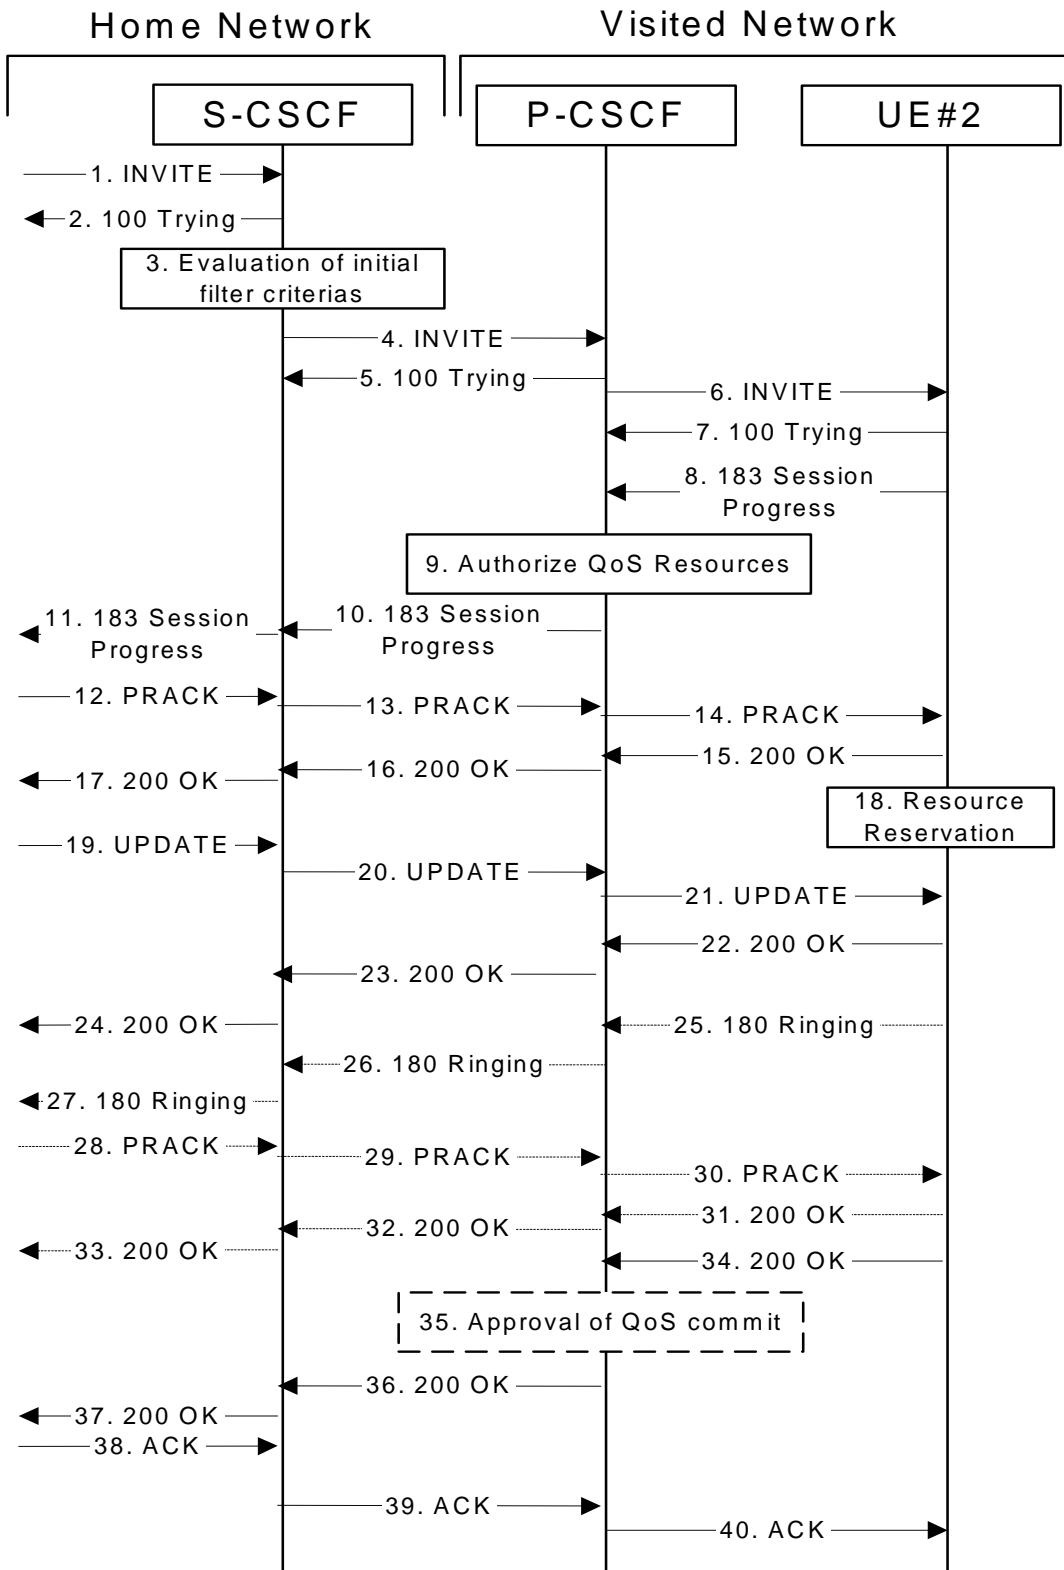 Home Network
Visited Network
S-CSCF
P-CSCF
UE#2
1. INVITE
2. 100 Trying
3. Evaluation of initial
filter criterias
4. INVITE
5. 100 Trying
6. INVITE
7. 100 Trying
8. 183 Session
Progress
9. Authorize QoS Resources
10. 183 Session
Progress
11. 183 Session
Progress
12. PRACK
13. PRACK
14. PRACK
15. 200 OK
16. 200 OK
17. 200 OK
18. Resource
Reservation
19. UPDATE
20. UPDATE
21. UPDATE
22. 200 OK
23. 200 OK
24. 200 OK
25. 180 Ringing
26. 180 Ringing
27. 180 Ringing
28. PRACK
29. PRACK
30. PRACK
31. 200 OK
32. 200 OK
33. 200 OK
34. 200 OK
35. Approval of QoS commit
36. 200 OK
37. 200 OK
38. ACK
39. ACK
40. ACK